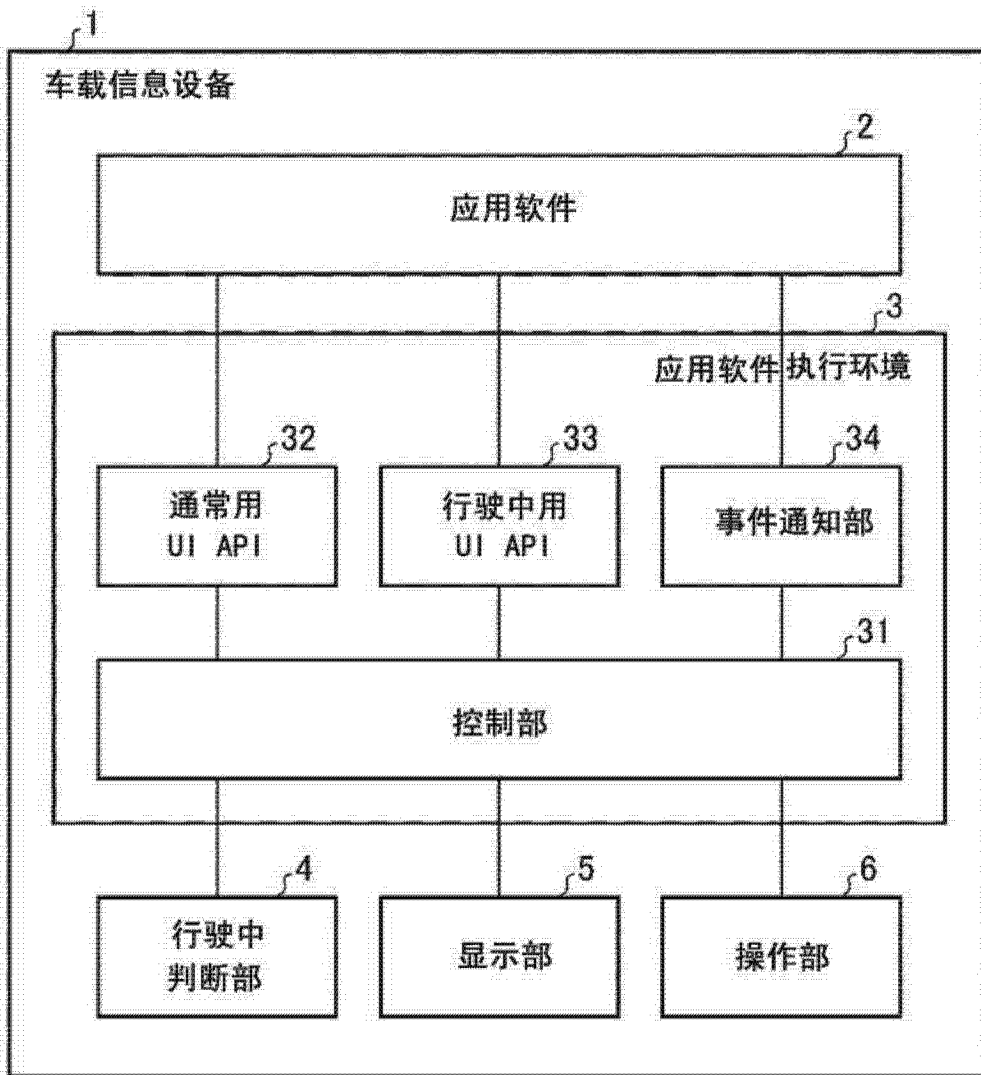 1
车载信息设备
2
应用软件
3
应用软件执行环境
32
33
34
通常用
UI API
行驶中用
UI API
事件通知部
31
控制部
4
5
6
行驶中
判断部
显示部
操作部